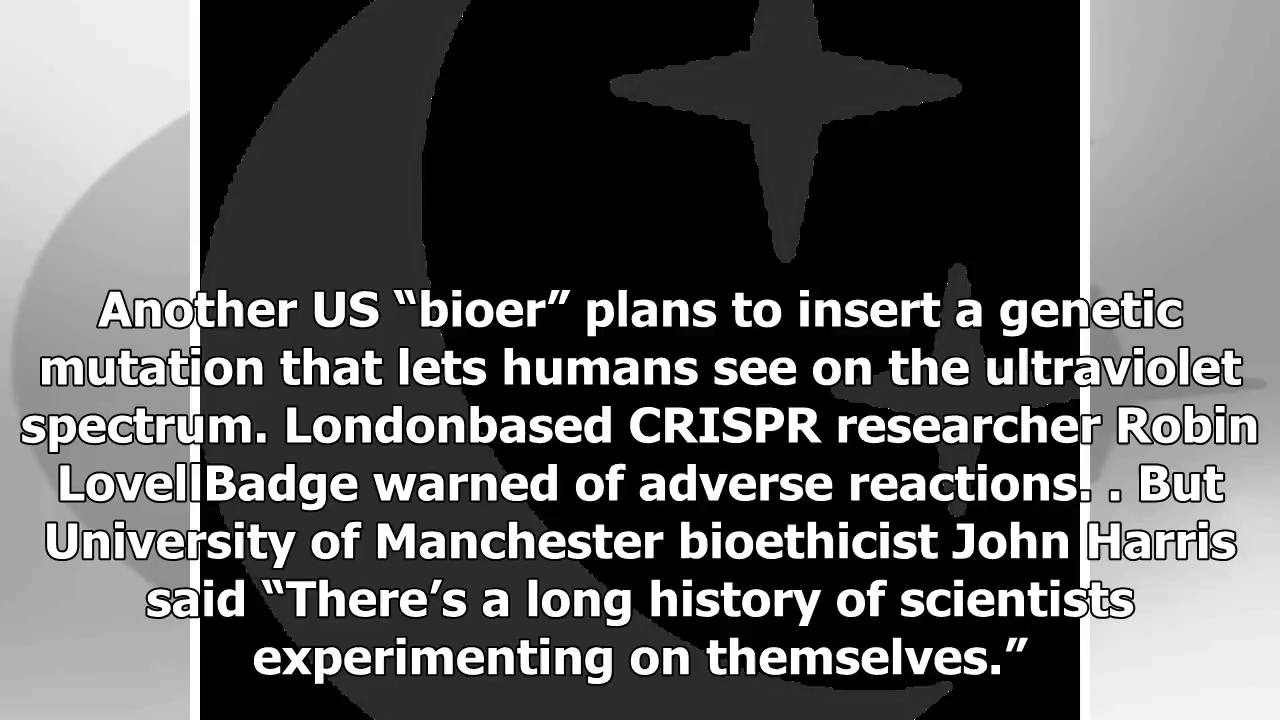 Another US “bioer” plans to insert a genetic
mutation that lets humans see on the ultraviolet
spectrum. Londonbased CRISPR researcher Robin
LovellBadge warned of adverse reactions. . But
University of Manchester bioethicist John Harris
said “There’s a long history of scientists
experimenting on themselves.”